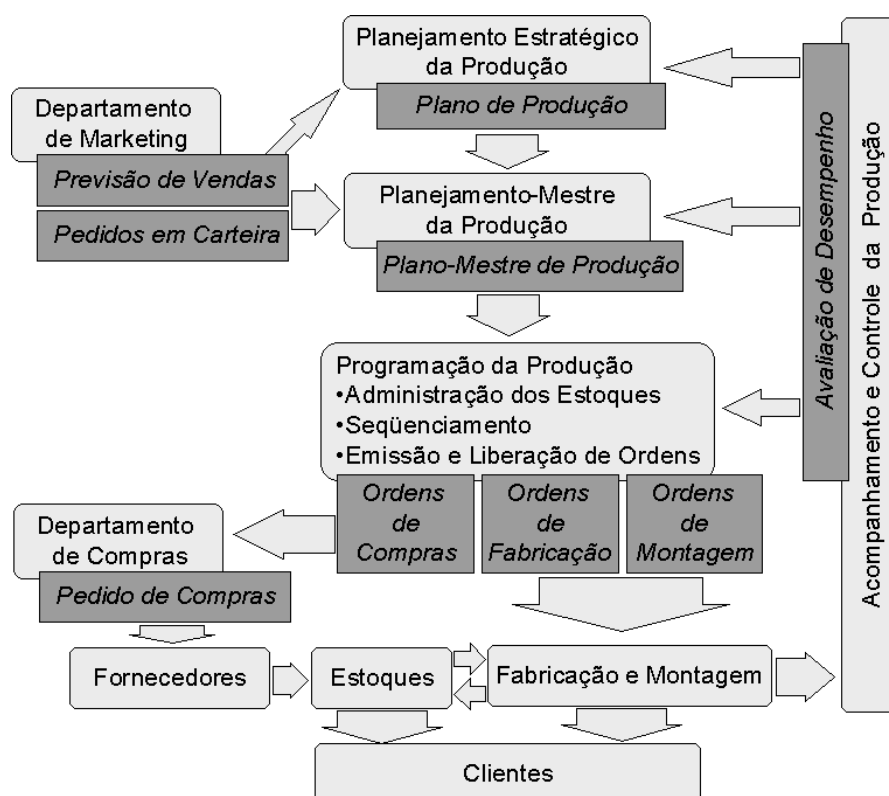 Planejamento Estratégico
da Produção
Plano de Produção
Departamento
de Marketing
Previsão de Vendas
Pedidos em Carteira
Planejamento-Mestre
da Produção
Plano-Mestre de Produção
Programação da Produção
•Administração dos Estoques
•Seqüenciamento
•Emissão e Liberação de Ordens
Ordens
de
Compras
Ordens
de
Fabricação
Ordens
de
Montagem
Departamento
de Compras
Pedido de Compras
Fornecedores
Estoques
Fabricação e Montagem
Clientes
Avaliação de Desempenho
Acompanhamento e Controle da Produção